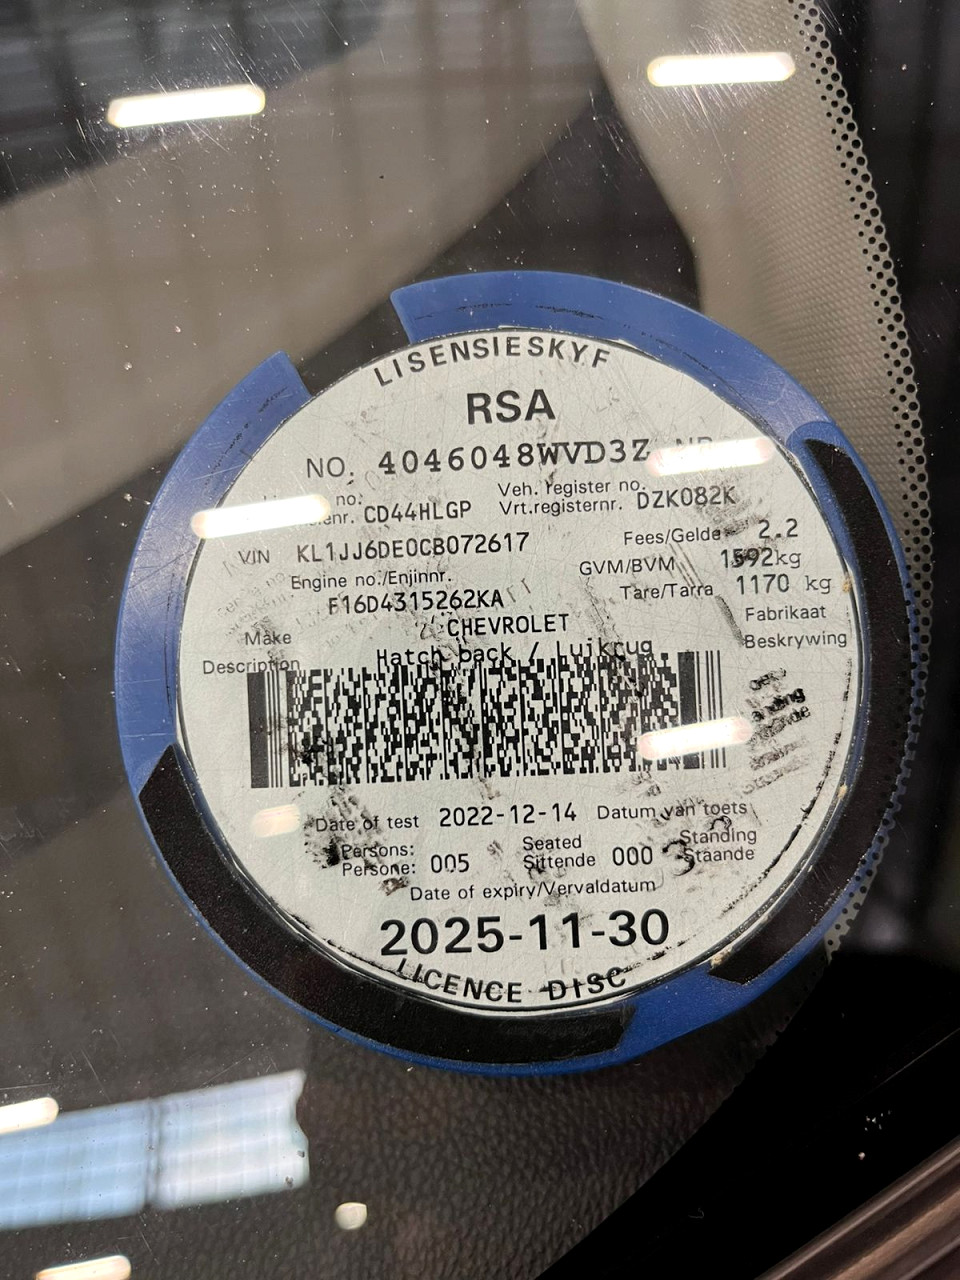 LISENSIESKYF
RSA
NO. 4046048WVD3Z
no. Veh. register no.
CD44HLGP Vrt.registernr. DZK082K
VIN KL1JJ6DE0CB072617 Fees/Gelde 2.2
Engine no./Enjinnr. GVM/BVM 1592kg
F16D4315262KA Tare/Tarra 1170 kg
Make CHEVROLET Fabrikaat
Description Hatch back / Luikrug Beskrywing
Date of test 2022-12-14 Datum van toets
Persons: Seated Standing
Persone: 005 Sittende 000 Staande
Date of expiry/Vervaldatum
2025-11-30
LICENCE DISC